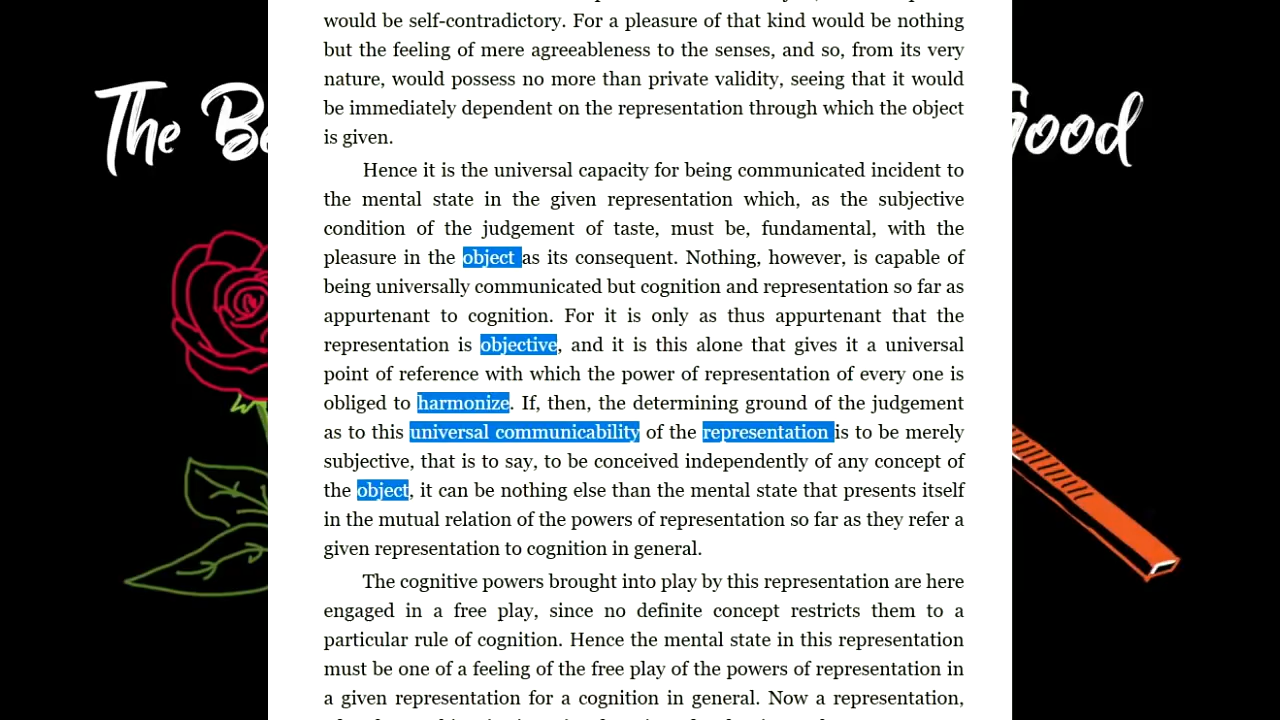 would be self-contradictory. For a pleasure of that kind would be nothing
but the feeling of mere agreeableness to the senses, and so, from its very
nature, would possess no more than private validity, seeing that it would
be immediately dependent on the representation through which the object
is given.
The Be
Good
Hence it is the universal capacity for being communicated incident to
the mental state in the given representation which, as the subjective
condition of the judgement of taste, must be, fundamental, with the
pleasure in the object as its consequent. Nothing, however, is capable of
being universally communicated but cognition and representation so far as
appurtenant to cognition. For it is only as thus appurtenant that the
representation is objective, and it is this alone that gives it a universal
point of reference with which the power of representation of every one is
obliged to harmonize. If, then, the determining ground of the judgement
as to this universal communicability of the representation is to be merely
subjective, that is to say, to be conceived independently of any concept of
the object, it can be nothing else than the mental state that presents itself
in the mutual relation of the powers of representation so far as they refer a
given representation to cognition in general.
The cognitive powers brought into play by this representation are here
engaged in a free play, since no definite concept restricts them to a
particular rule of cognition. Hence the mental state in this representation
must be one of a feeling of the free play of the powers of representation in
a given representation for a cognition in general. Now a representation,